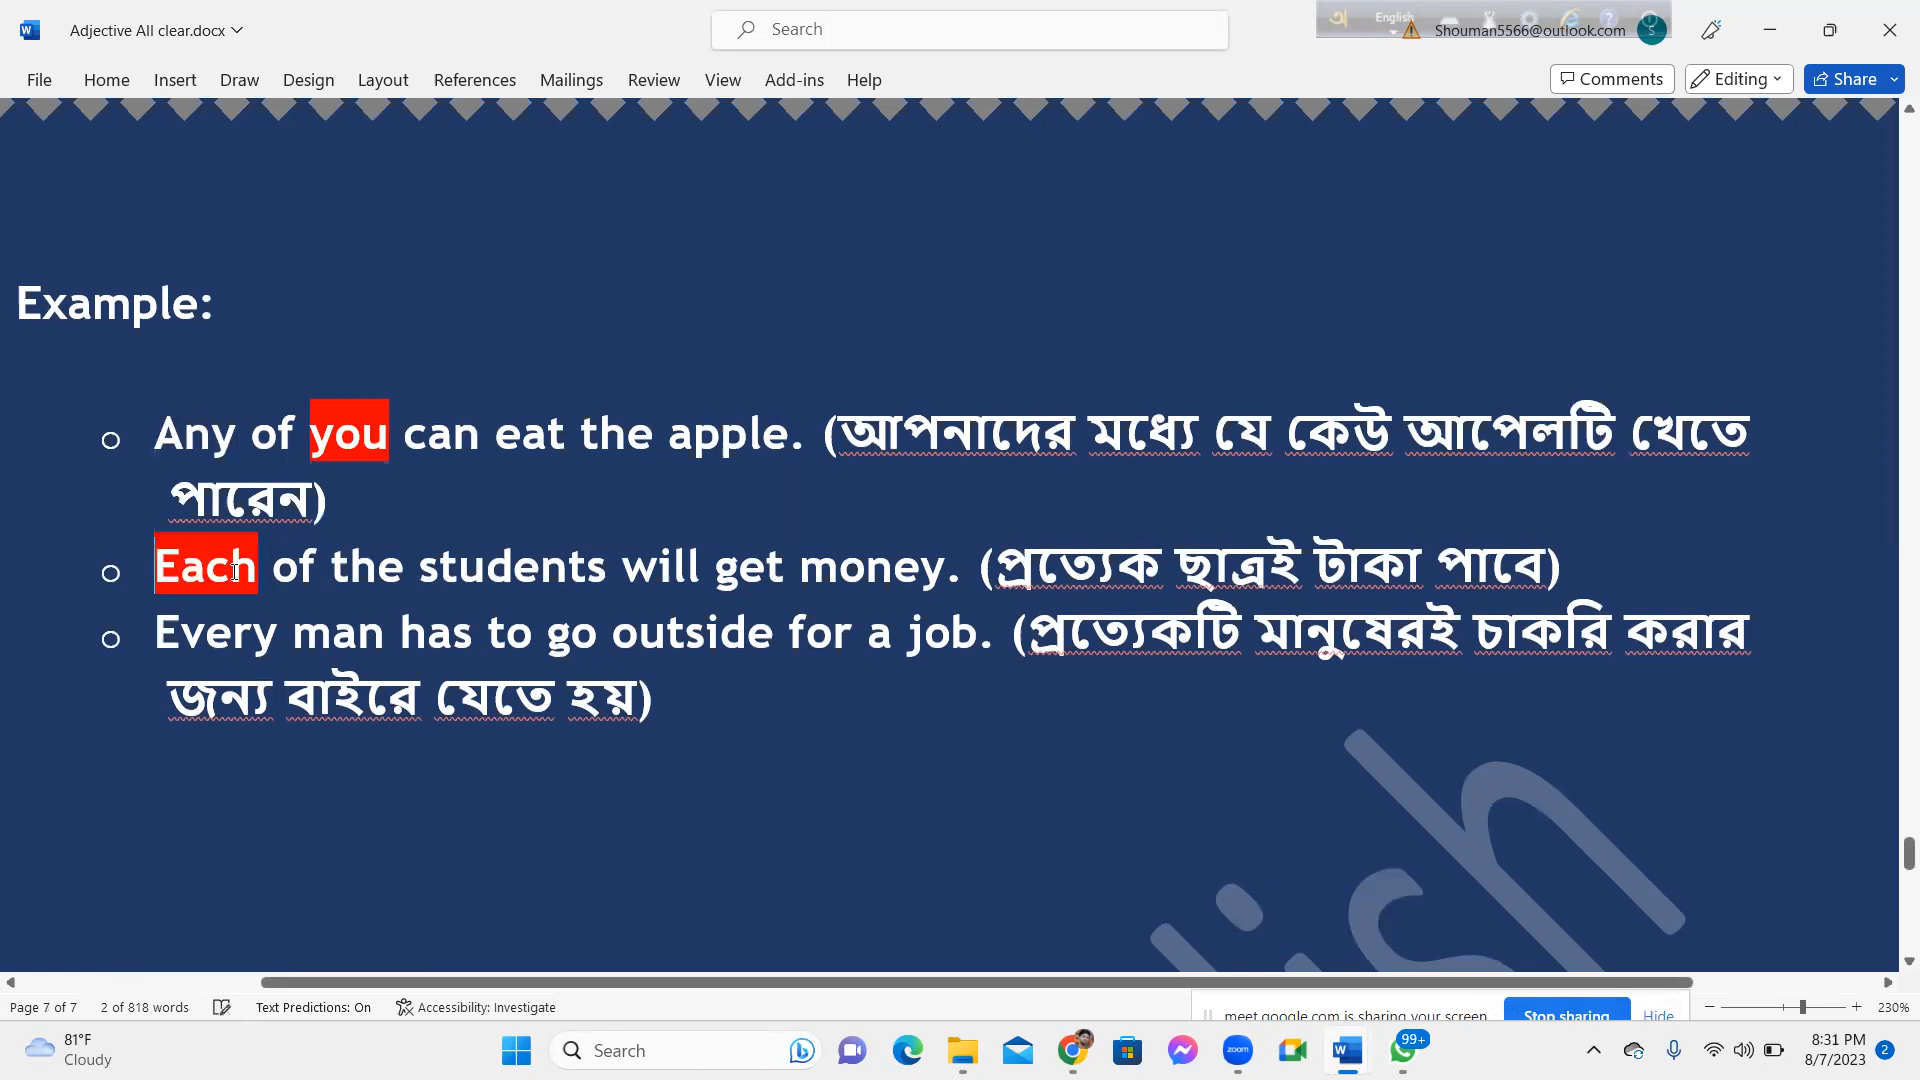 Adjective All clear.docx
Search
English
Shouman5566@outlook.com
S
File Home Insert Draw Design Layout References Mailings Review View Add-ins Help
Comments Editing Share
Example:
Any of you can eat the apple. (আপনাদের মধ্যে যে কেউ আপেলটি খেতে
পারেন)
Each of the students will get money. (প্রত্যেক ছাত্রই টাকা পাবে)
Every man has to go outside for a job. (প্রত্যেকটি মানুষেরই চাকরি করার
জন্য বাইরে যেতে হয়)
lish
Page 7 of 7 2 of 818 words Text Predictions: On Accessibility: Investigate
meet.google.com is sharing your screen. Stop sharing Hide
230%
81°F
Cloudy
Search
zoom
99+
8:31 PM
8/7/2023
2